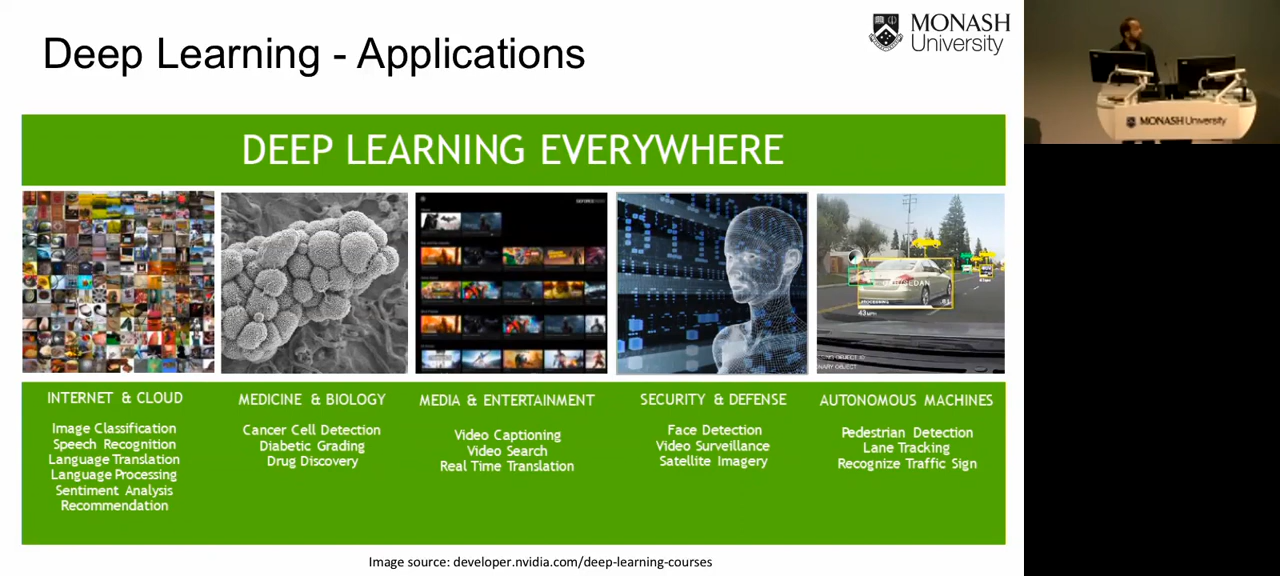 Deep Learning - Applications
MONASH
University
MONASH University
DEEP LEARNING EVERYWHERE
SEDAN
43 MPH
INTERNET & CLOUD
Image Classification
Speech Recognition
Language Translation
Language Processing
Sentiment Analysis
Recommendation
MEDICINE & BIOLOGY
Cancer Cell Detection
Diabetic Grading
Drug Discovery
MEDIA & ENTERTAINMENT
Video Captioning
Video Search
Real Time Translation
SECURITY & DEFENSE
Face Detection
Video Surveillance
Satellite Imagery
AUTONOMOUS MACHINES
Pedestrian Detection
Lane Tracking
Recognize Traffic Sign
Image source: developer.nvidia.com/deep-learning-courses